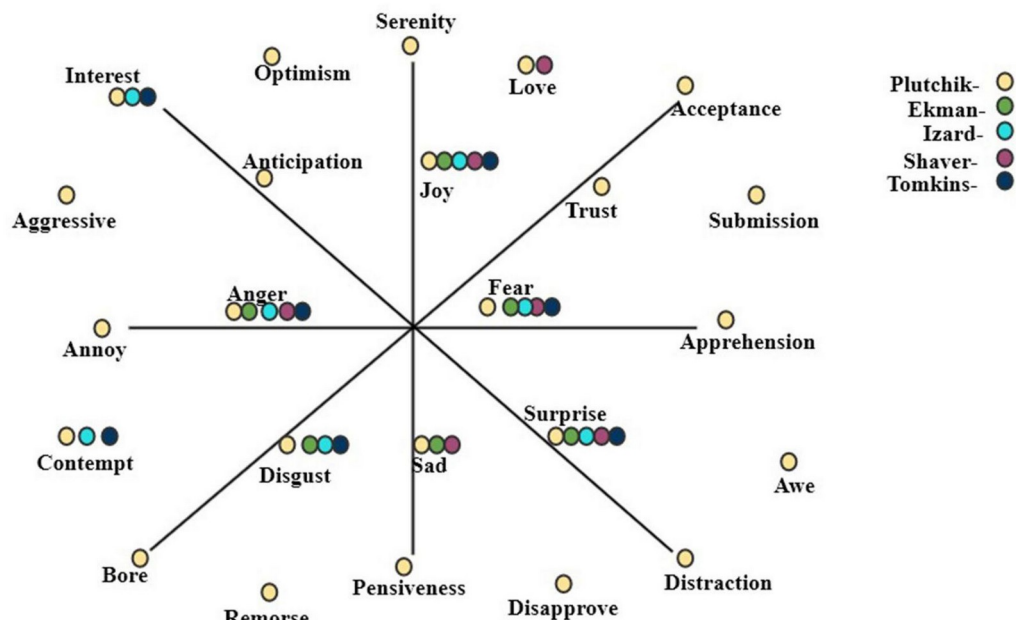 Serenity
Optimism
Interest
Love
Acceptance
Anticipation
Joy
Trust
Aggressive
Submission
Anger
Fear
Annoy
Apprehension
Surprise
Contempt
Disgust
Sad
Awe
Bore
Pensiveness
Distraction
Remorse
Disapprove
Plutchik-
Ekman-
Izard-
Shaver-
Tomkins-